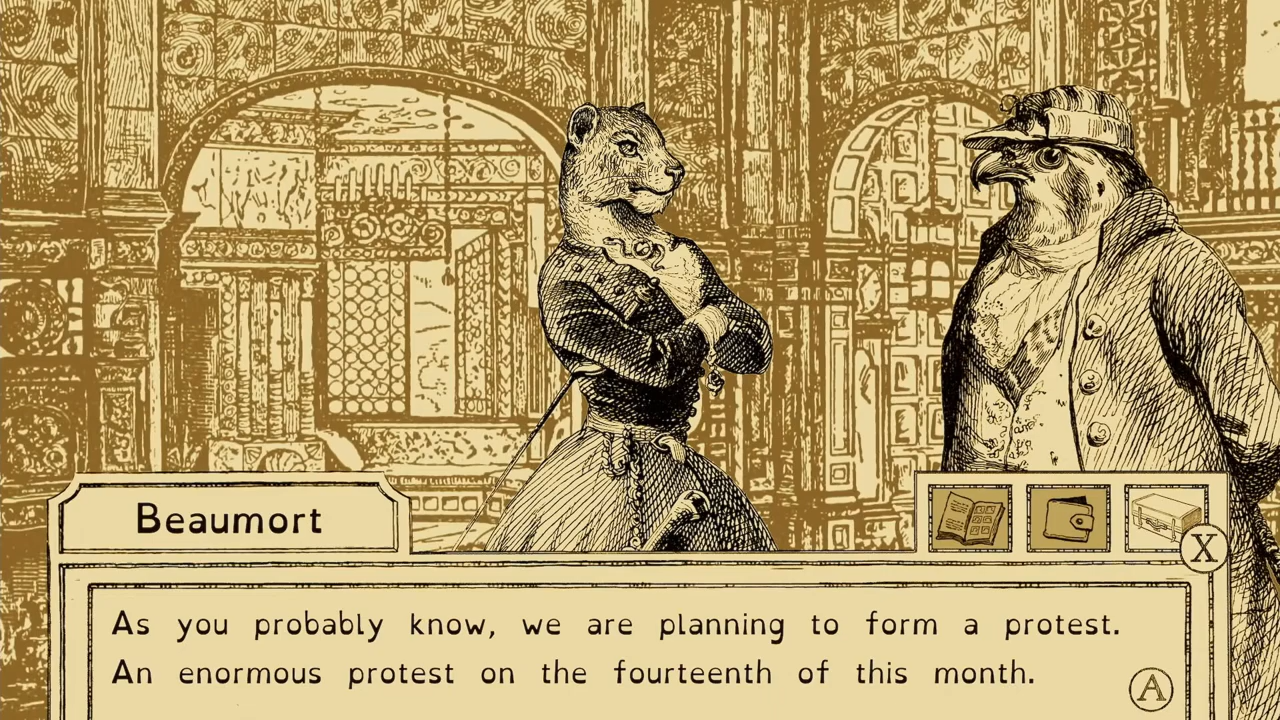 Beaumort
X
As you probably know, we are planning to form a protest.
An enormous protest on the fourteenth of this month.
A